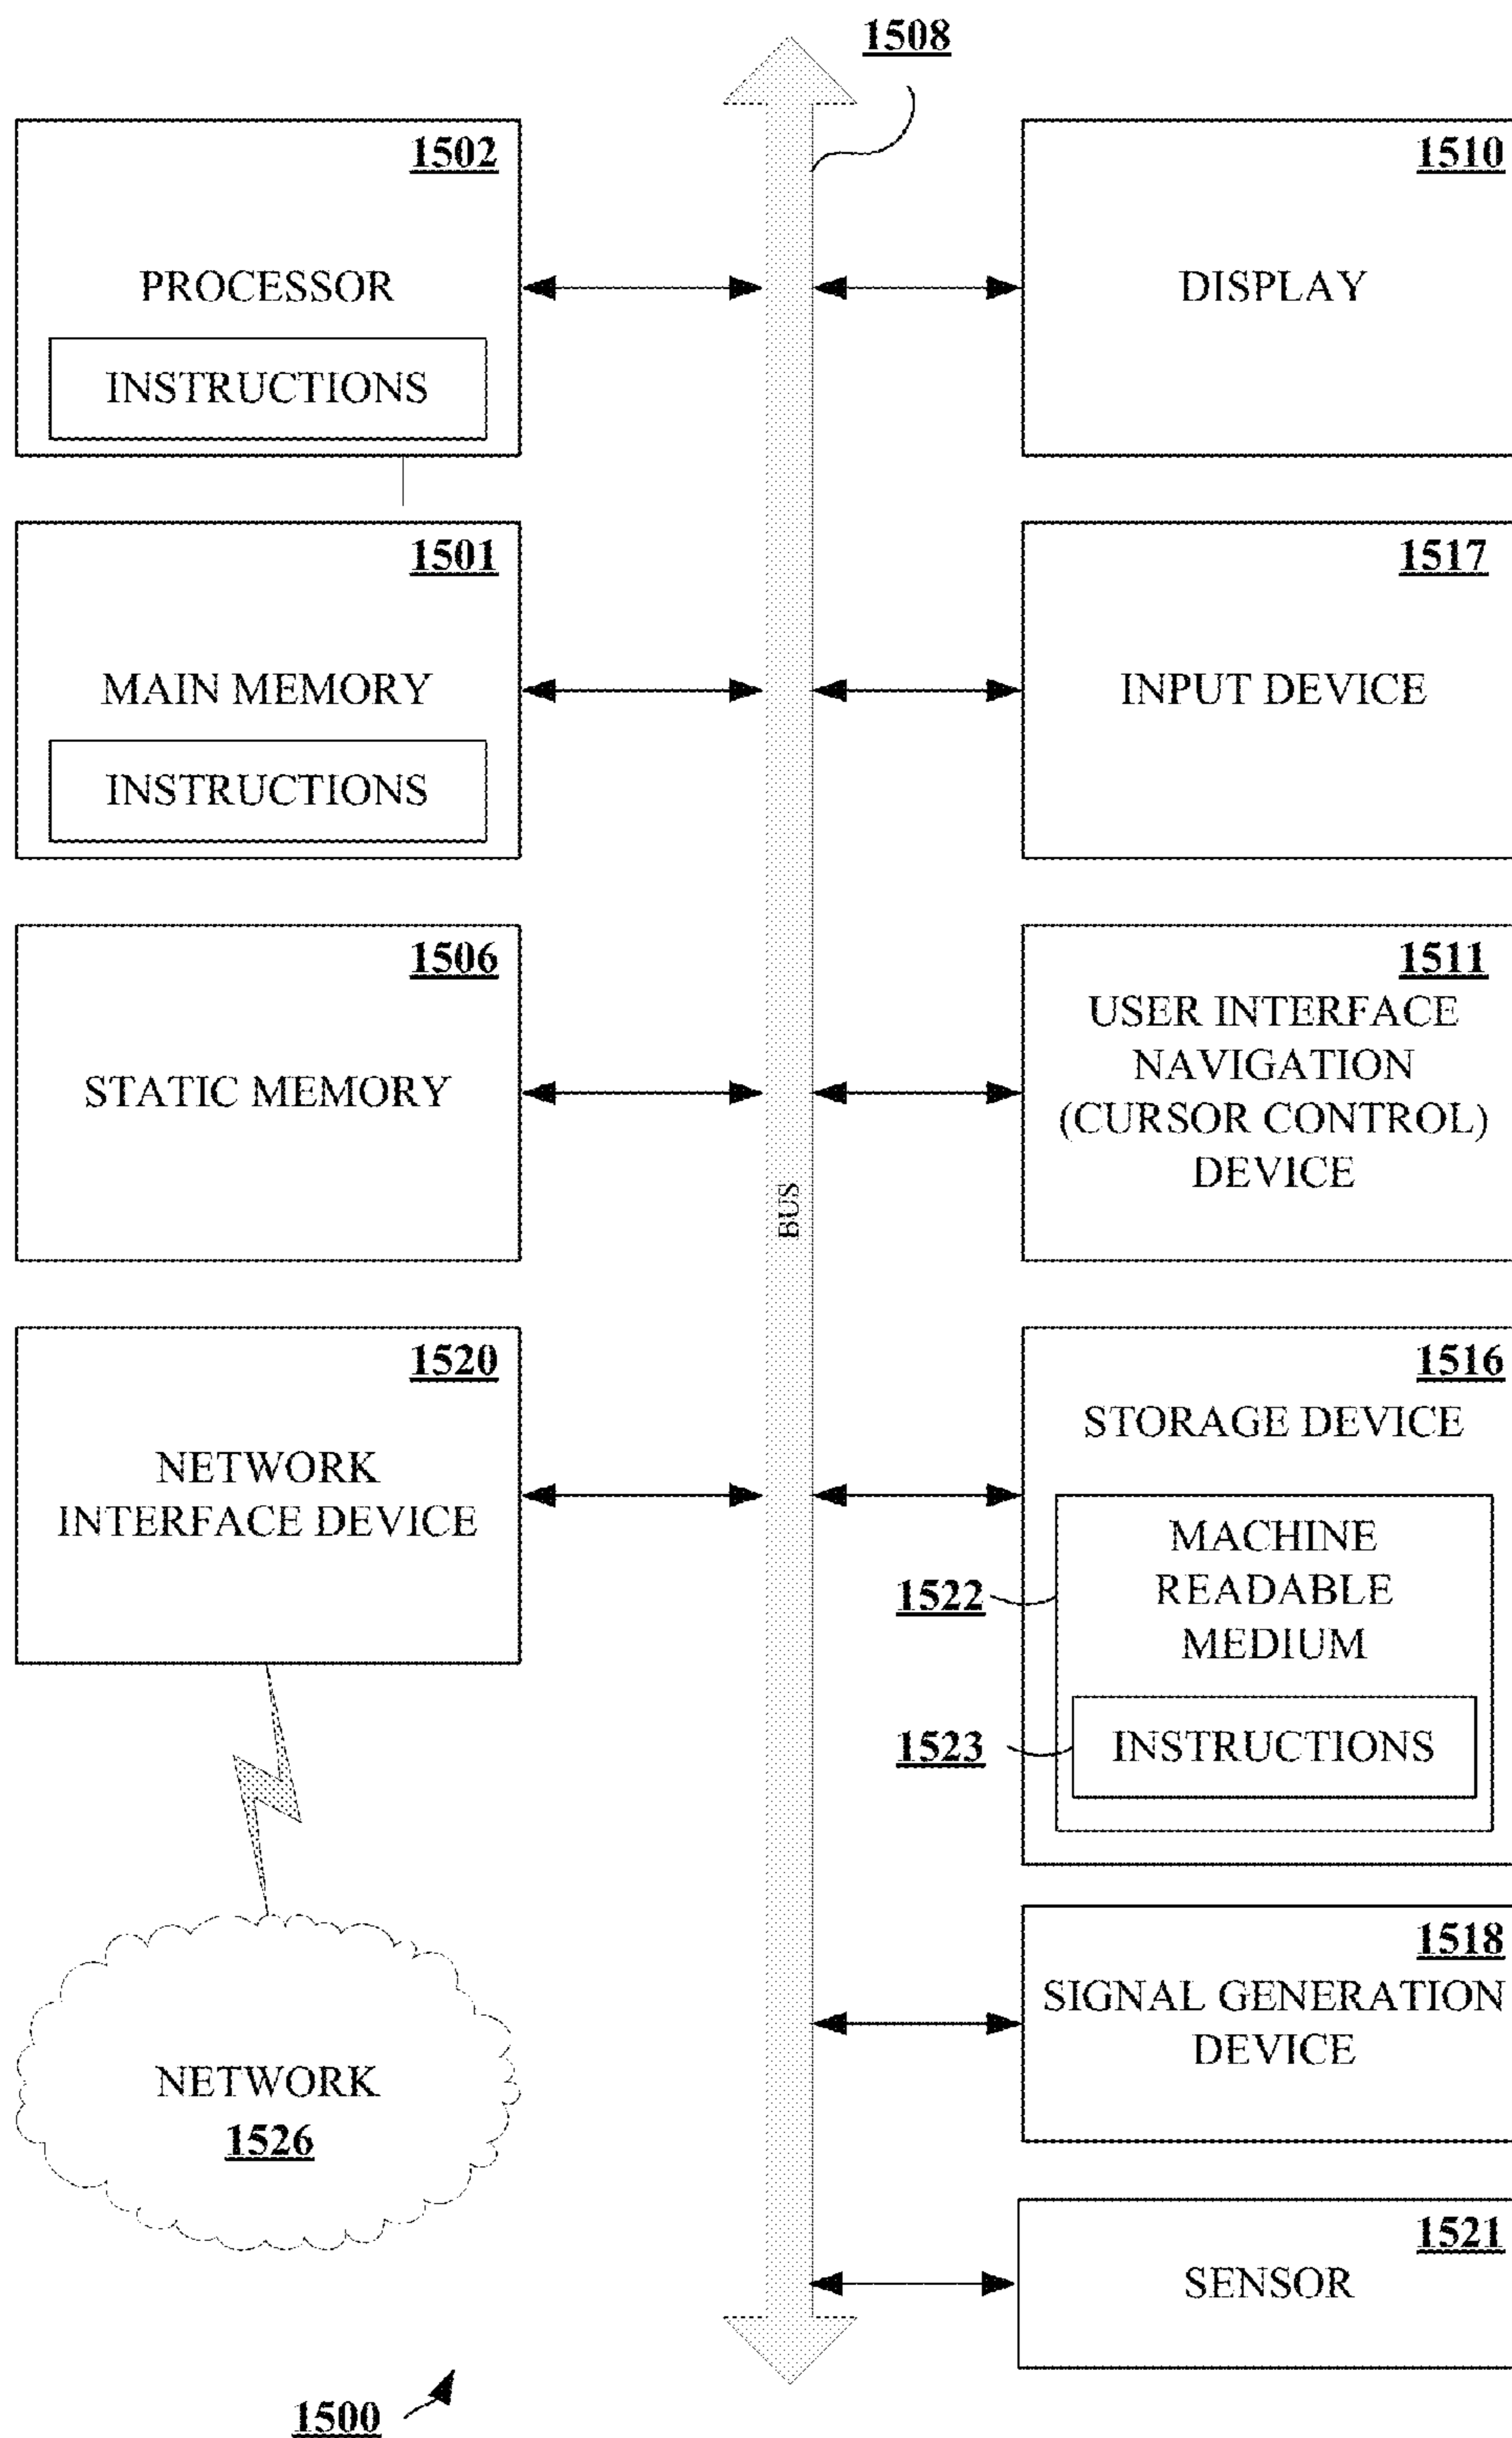 1508
1502
PROCESSOR
INSTRUCTIONS
1510
DISPLAY
1501
MAIN MEMORY
INSTRUCTIONS
1517
INPUT DEVICE
1506
STATIC MEMORY
1511
USER INTERFACE
NAVIGATION
(CURSOR CONTROL)
DEVICE
BUS
1520
NETWORK
INTERFACE DEVICE
1516
STORAGE DEVICE
MACHINE
READABLE
MEDIUM
1522
INSTRUCTIONS
1523
1518
SIGNAL GENERATION
DEVICE
NETWORK
1526
1521
SENSOR
1500